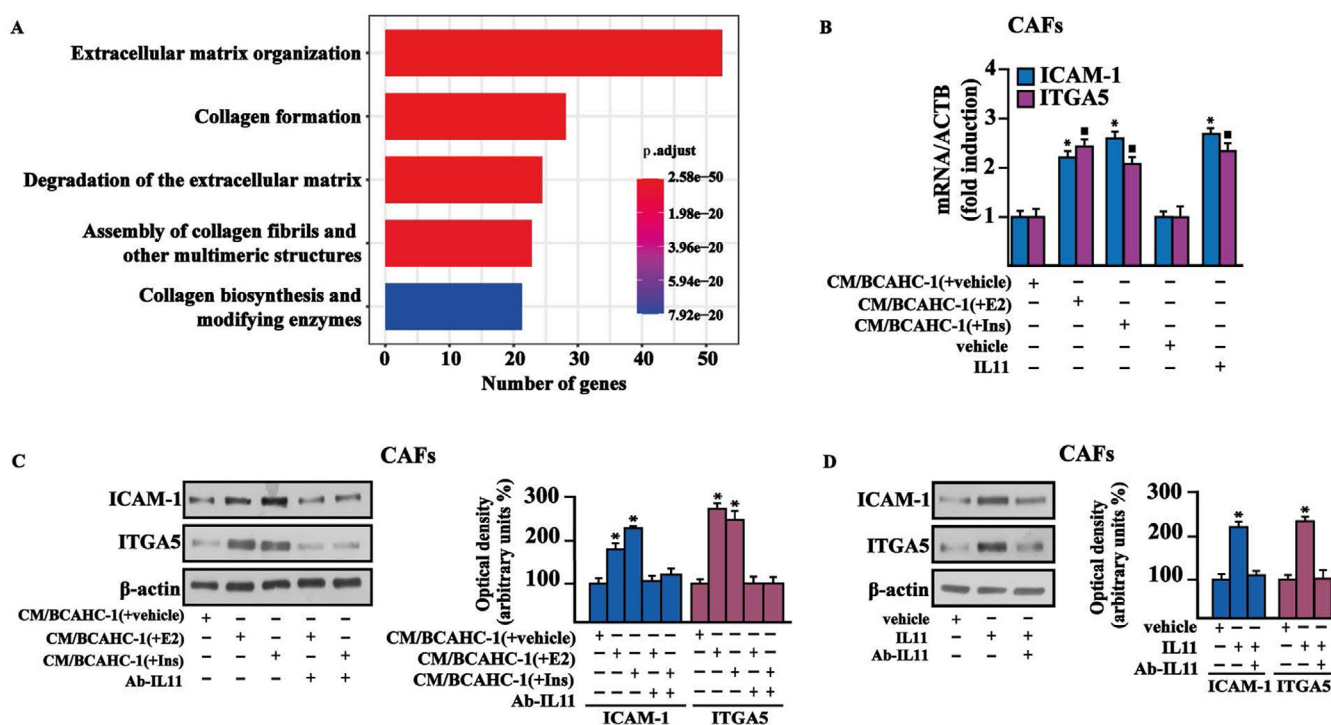 A
Extracellular matrix organization
Collagen formation
Degradation of the extracellular matrix
Assembly of collagen fibrils and
other multimeric structures
Collagen biosynthesis and
modifying enzymes
0 10 20 30 40 50
Number of genes
p .adjust
2.58e−50
1.98e−20
3.96e−20
5.94e−20
7.92e−20
B
CAFs
mRNA/ACTB
(fold induction)
4
3
2
1
ICAM-1
ITGA5
* ■ * ■ * ■
CM/BCAHC-1(+vehicle) + − − − −
CM/BCAHC-1(+E2) − + − − −
CM/BCAHC-1(+Ins) − − + − −
vehicle − − − + −
IL11 − − − − +
C
CAFs
ICAM-1
ITGA5
β-actin
CM/BCAHC-1(+vehicle) + − − − −
CM/BCAHC-1(+E2) − + − + −
CM/BCAHC-1(+Ins) − − + − +
Ab-IL11 − − − + +
Optical density
(arbitrary units %)
300
200
100
* * * *
CM/BCAHC-1(+vehicle) + − − − − + − − − −
CM/BCAHC-1(+E2) − + − + − − + − + −
CM/BCAHC-1(+Ins) − − + − + − − + − +
Ab-IL11 − − − + + − − − + +
ICAM-1 ITGA5
D
CAFs
ICAM-1
ITGA5
β-actin
vehicle + − −
IL11 − + +
Ab-IL11 − − +
Optical density
(arbitrary units %)
300
200
100
* *
vehicle + − − + − −
IL11 − + + − + +
Ab-IL11 − − + − − +
ICAM-1 ITGA5